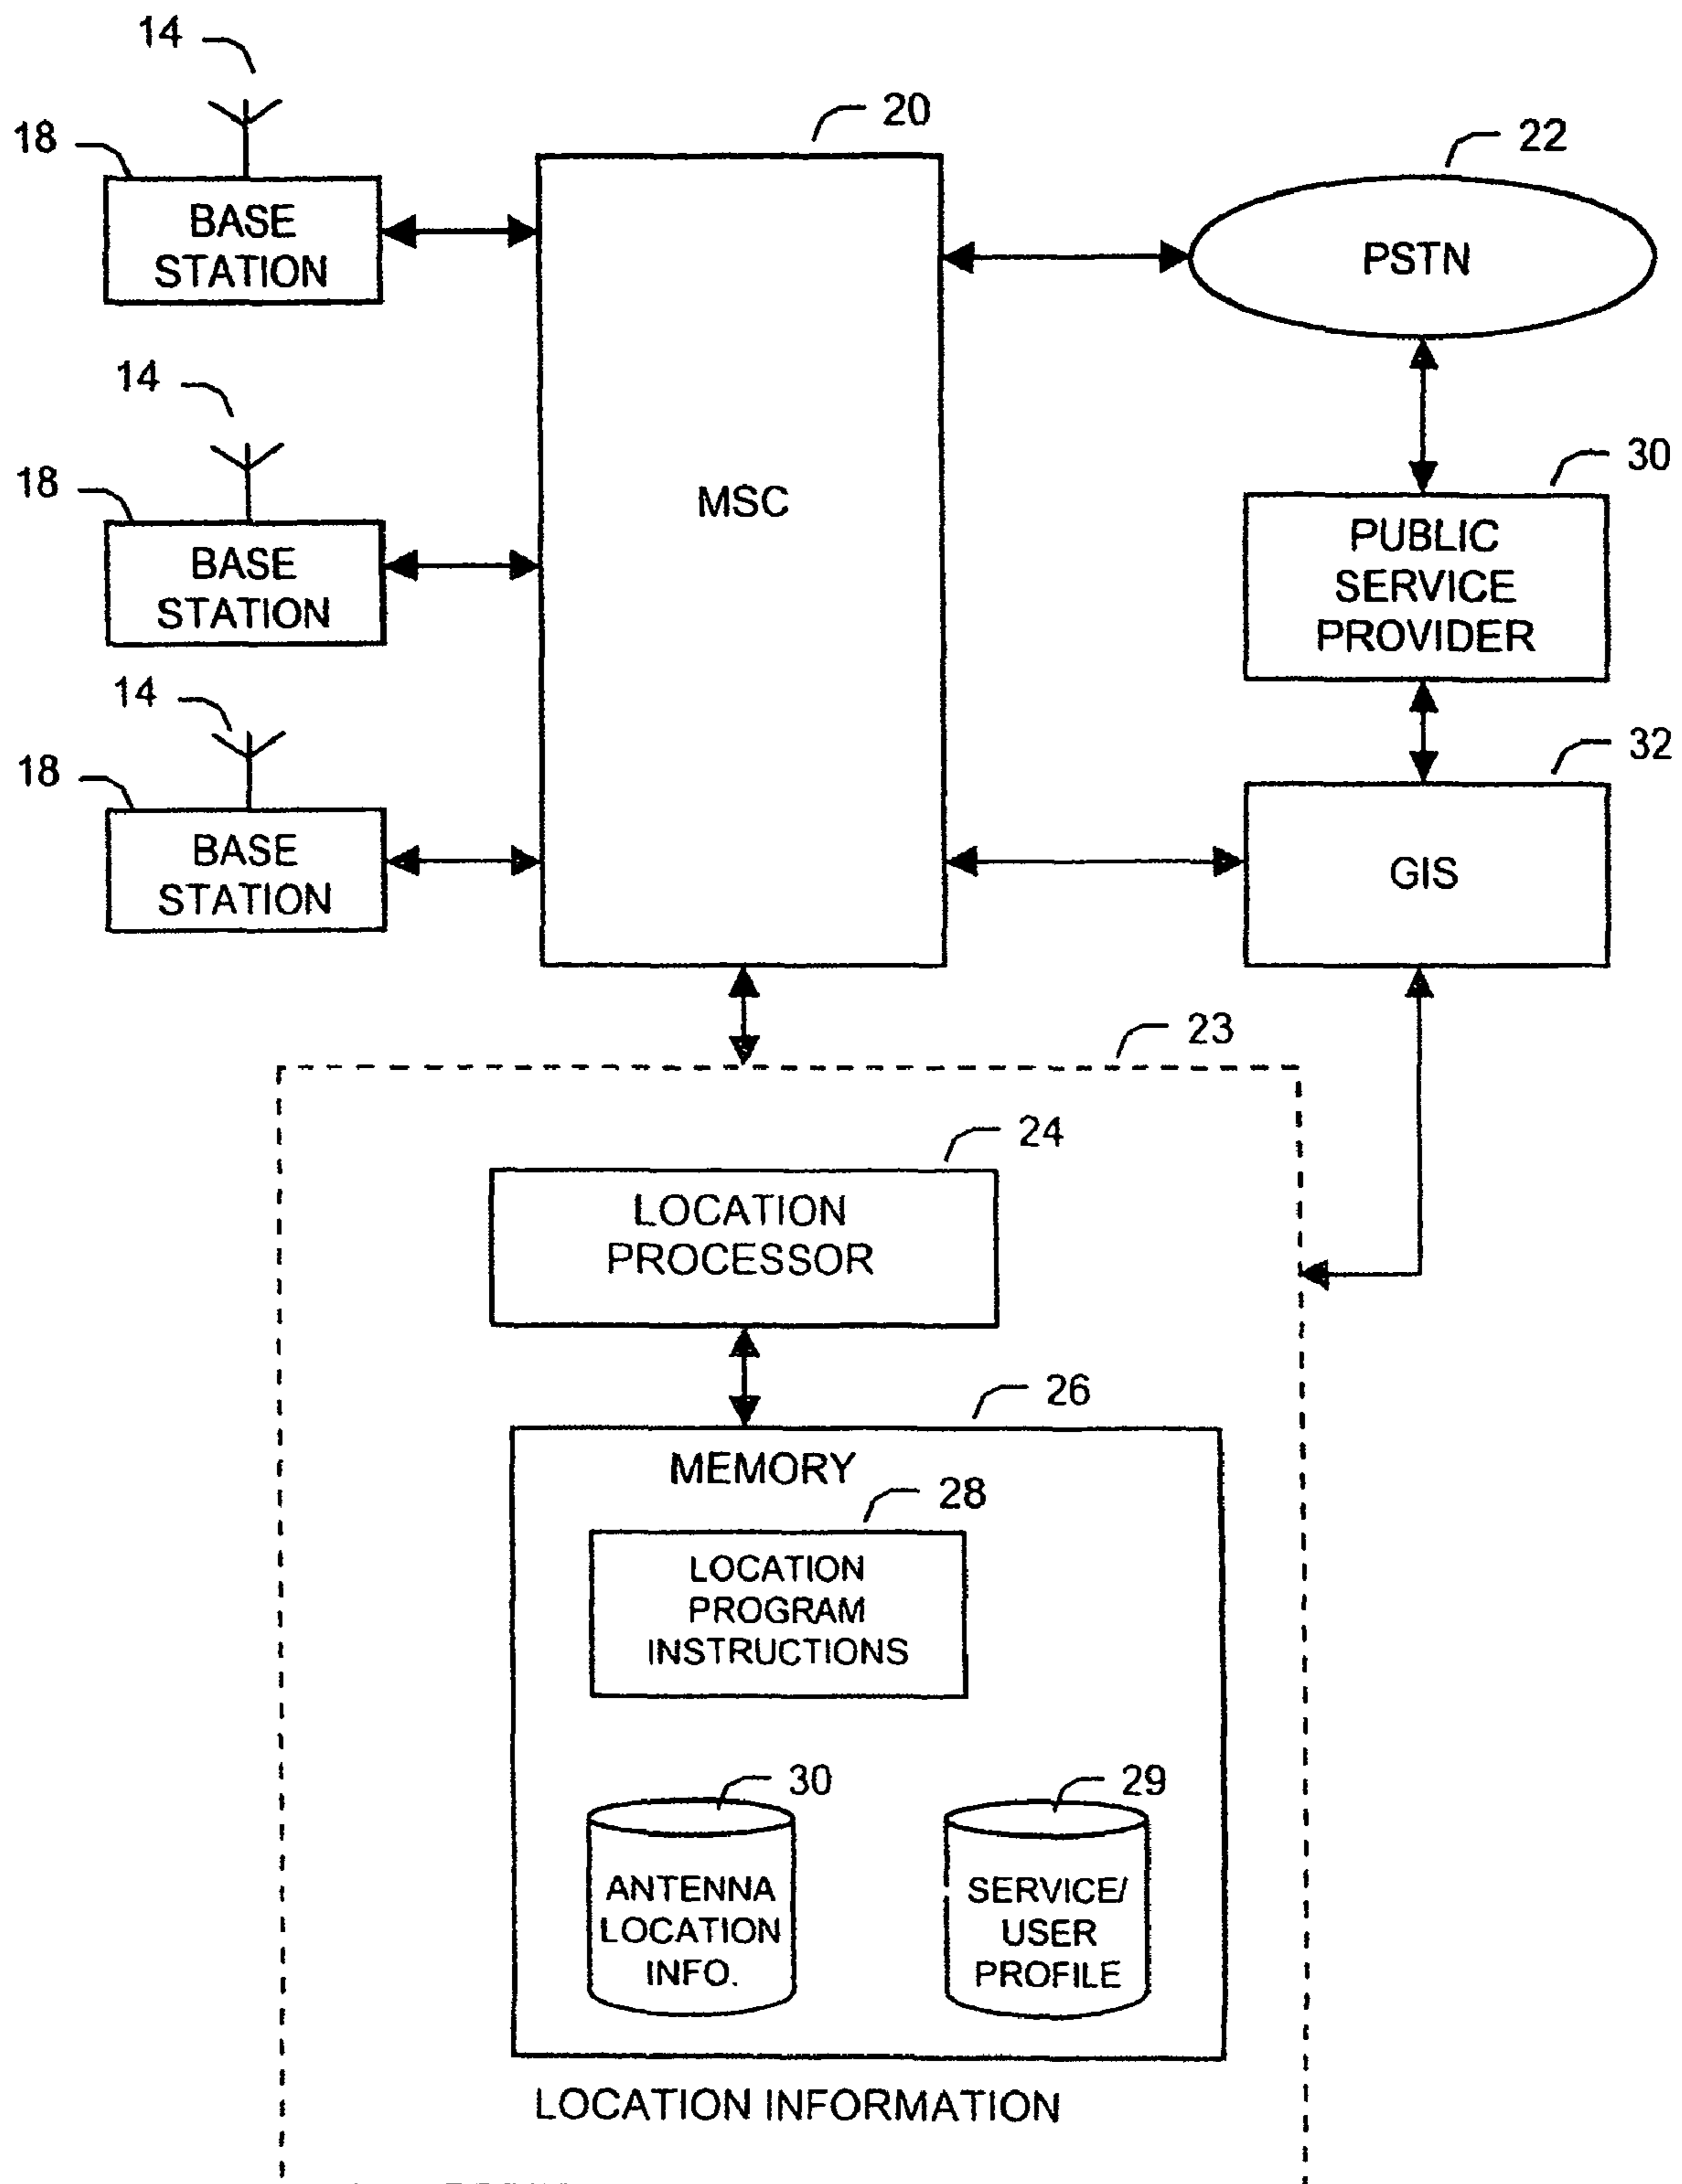 14
20
18
22
BASE
STATION
PSTN
14
30
18
MSC
PUBLIC
SERVICE
PROVIDER
BASE
STATION
14
32
18
BASE
STATION
GIS
23
24
LOCATION
PROCESSOR
26
MEMORY
28
LOCATION
PROGRAM
INSTRUCTIONS
30
29
ANTENNA
LOCATION
INFO.
SERVICE/
USER
PROFILE
LOCATION INFORMATION